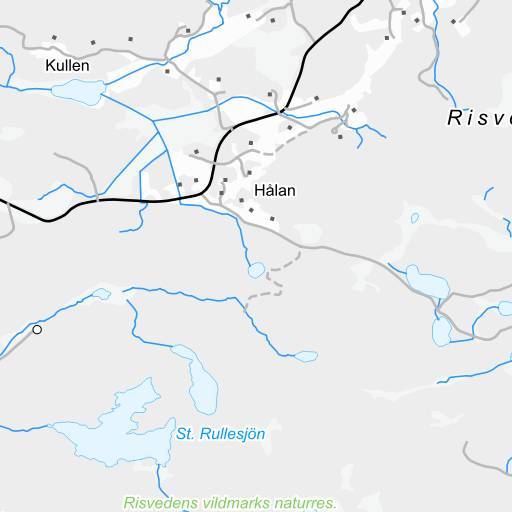 Kullen
Risve
Hålan
St. Rullesjön
Risvedens vildmarks naturres.